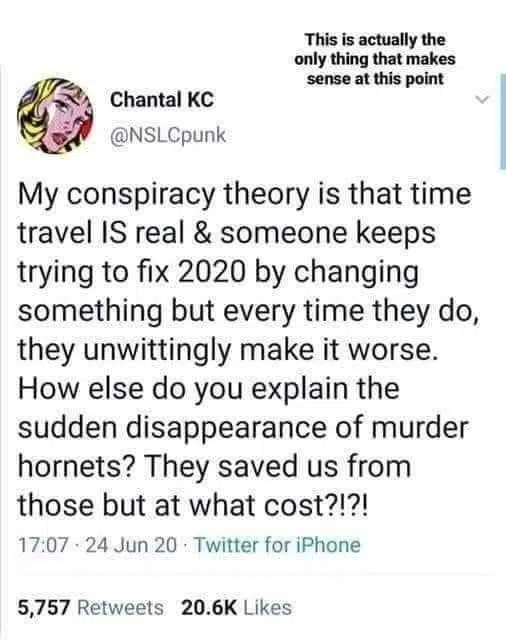 This is actually the
only thing that makes
sense at this point
Chantal KC
@NSLCpunk
My conspiracy theory is that time
travel IS real & someone keeps
trying to fix 2020 by changing
something but every time they do,
they unwittingly make it worse.
How else do you explain the
sudden disappearance of murder
hornets? They saved us from
those but at what cost?!?!
17:07 · 24 Jun 20 · Twitter for iPhone
5,757 Retweets 20.6K Likes